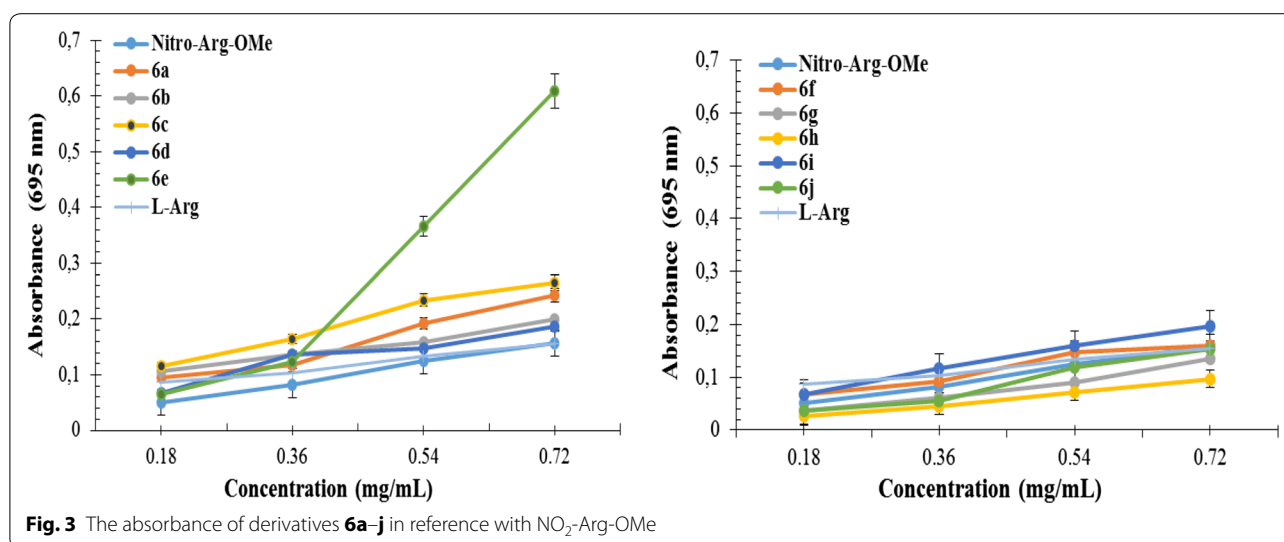 0,7
0,6
0,5
0,4
0,3
0,2
0,1
0
Absorbance (695 nm)
Nitro-Arg-OMe
6a
6b
6c
6d
6e
L-Arg
0.18 0.36 0.54 0.72
Concentration (mg/mL)
0,7
0,6
0,5
0,4
0,3
0,2
0,1
0
Absorbance (695 nm)
Nitro-Arg-OMe
6f
6g
6h
6i
6j
L-Arg
0.18 0.36 0.54 0.72
Concentration (mg/mL)
Fig. 3 The absorbance of derivatives 6a–j in reference with NO₂-Arg-OMe